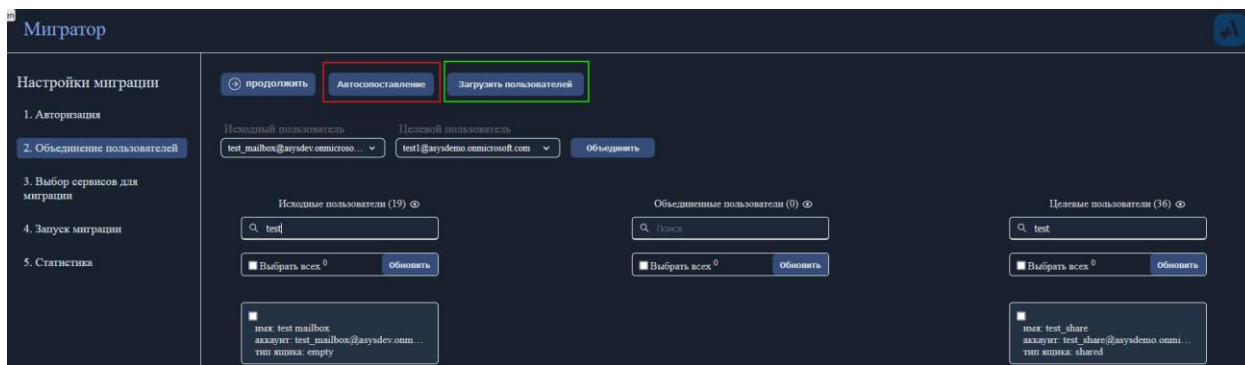 en
Мигратор
Настройки миграции
1. Авторизация
2. Объединение пользователей
3. Выбор сервисов для
миграции
4. Запуск миграции
5. Статистика
продолжить
Автосопоставление
Загрузить пользователей
Исходный пользователь
Целевой пользователь
test_mailbox@asysdev.onmicroso...
test1@asysdemo.onmicrosoft.com
Объединить
Исходные пользователи (19)
test
Выбрать всех 0
Обновить
имя: test mailbox
аккаунт: test_mailbox@asysdev.onm...
тип ящика: empty
Объединенные пользователи (0)
Поиск
Выбрать всех 0
Обновить
Целевые пользователи (36)
test
Выбрать всех 0
Обновить
имя: test_share
аккаунт: test_share@asysdemo.onmi...
тип ящика: shared